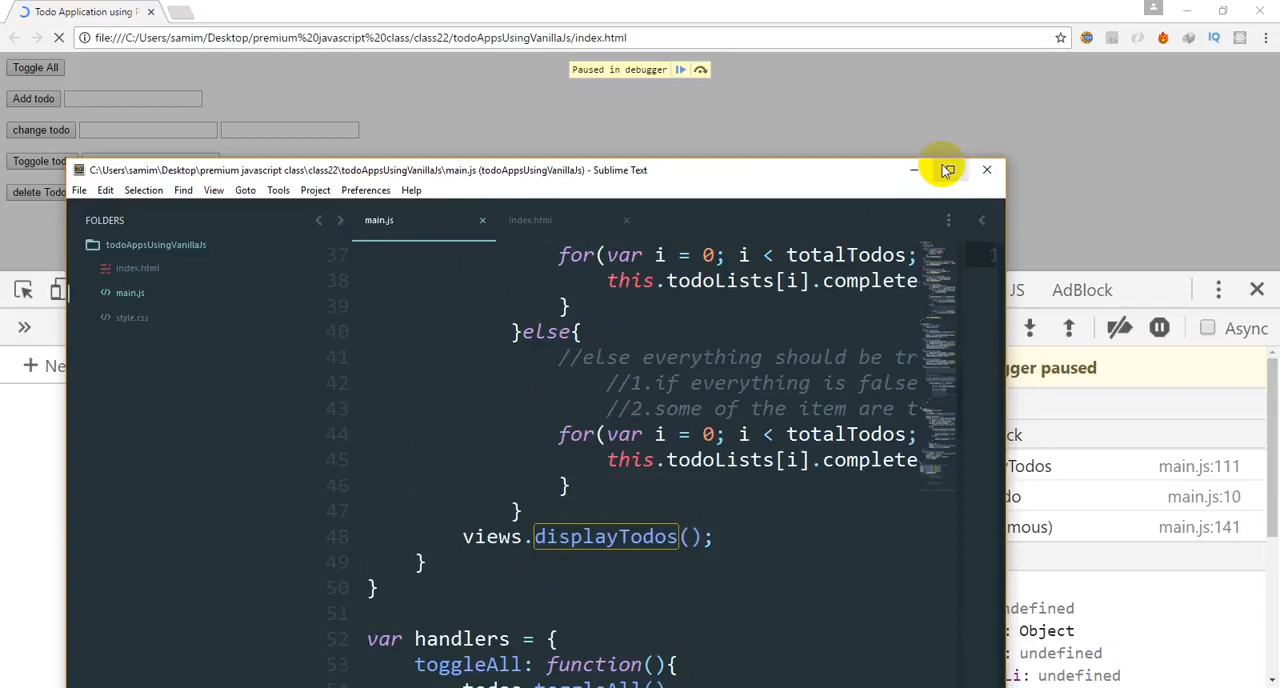 Todo Application using F
file:///C:/Users/samim/Desktop/premium%20javascript%20class/class22/todoAppsUsingVanillaJs/index.html
Toggle All
Paused in debugger
Add todo
change todo
Toggole tod
delete Todo
C:\Users\samim\Desktop\premium javascript class\class22\todoAppsUsingVanillaJs\main.js (todoAppsUsingVanillaJs) - Sublime Text
File Edit Selection Find View Goto Tools Project Preferences Help
FOLDERS
todoAppsUsingVanillaJs
index.html
main.js
style.css
main.js index.html
37 for(var i = 0; i < totalTodos;
38 this.todoLists[i].complete
39 }
40 }else{
41 //else everything should be tr
42 //1.if everything is false
43 //2.some of the item are t
44 for(var i = 0; i < totalTodos;
45 this.todoLists[i].complete
46 }
47 }
48 views.displayTodos();
49 }
50 }
51
52 var handlers = {
53 toggleAll: function(){
54 todos.toggleAll()
1
+ Ne
JS AdBlock
Async
gger paused
ck
yTodos main.js:111
do main.js:10
mous) main.js:141
ndefined
: Object
: undefined
Li: undefined